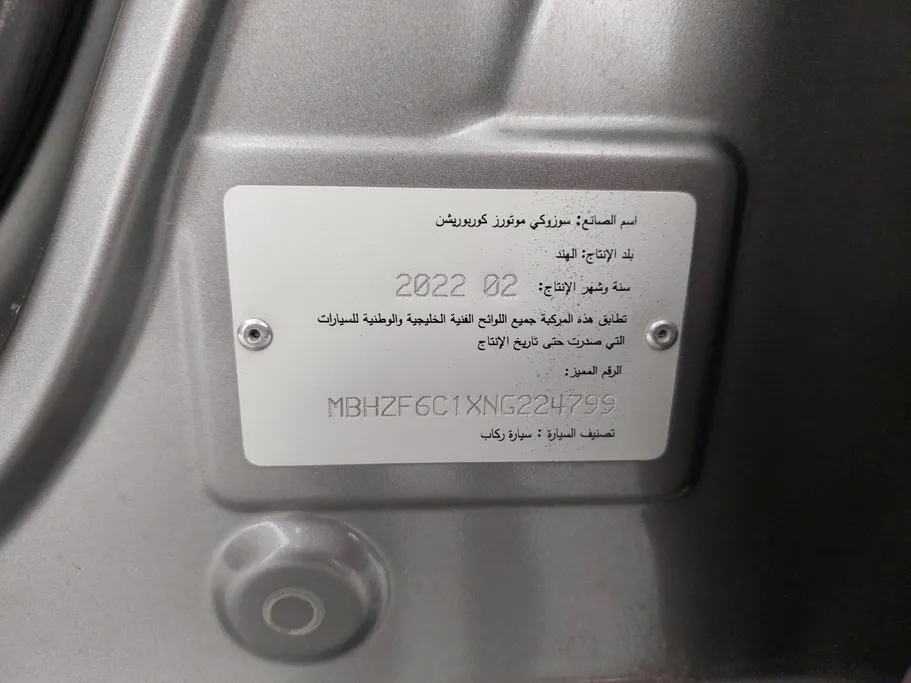 اسم الصانع: سوزوكي موتورز كوربوريشن
بلد الإنتاج: الهند
سنة وشهر الإنتاج: 2022 02
تطابق هذه المركبة جميع اللوائح الفنية الخليجية والوطنية للسيارات
التي صدرت حتى تاريخ الإنتاج
الرقم المميز:
MBHZF6C1XNG224799
تصنيف السيارة : سيارة ركاب